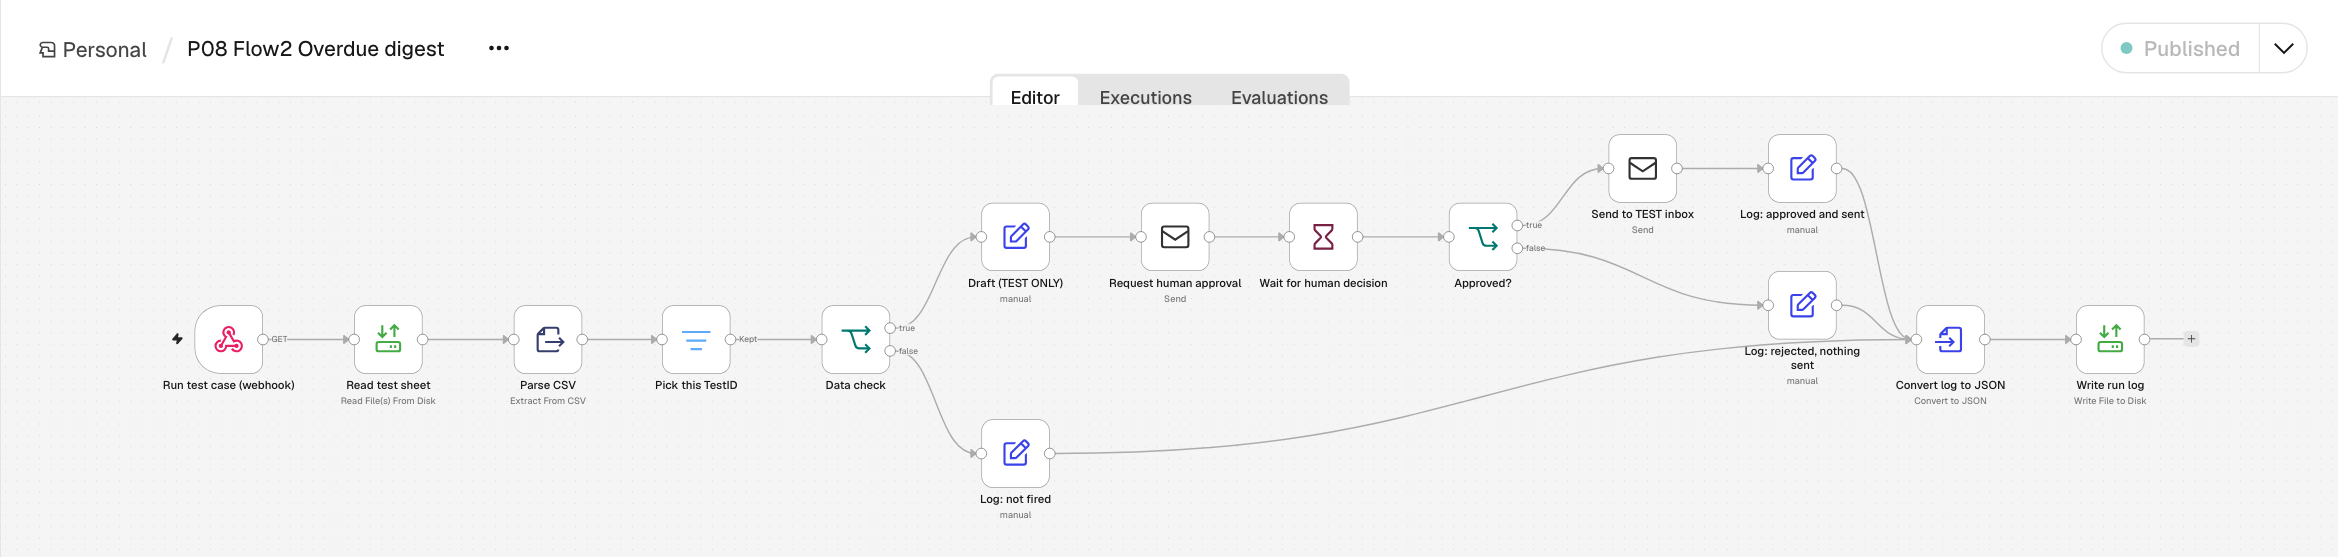 Personal / P08 Flow2 Overdue digest •••
Published
Editor Executions Evaluations
Send to TEST inbox
Send
Log: approved and sent
manual
Draft (TEST ONLY)
manual
Request human approval
Send
Wait for human decision
Approved?
true
false
Run test case (webhook)
GET
Read test sheet
Read File(s) From Disk
Parse CSV
Extract From CSV
Pick this TestID
Kept
Data check
true
false
Log: rejected, nothing
sent
manual
Convert log to JSON
Convert to JSON
Write run log
Write File to Disk
+
Log: not fired
manual